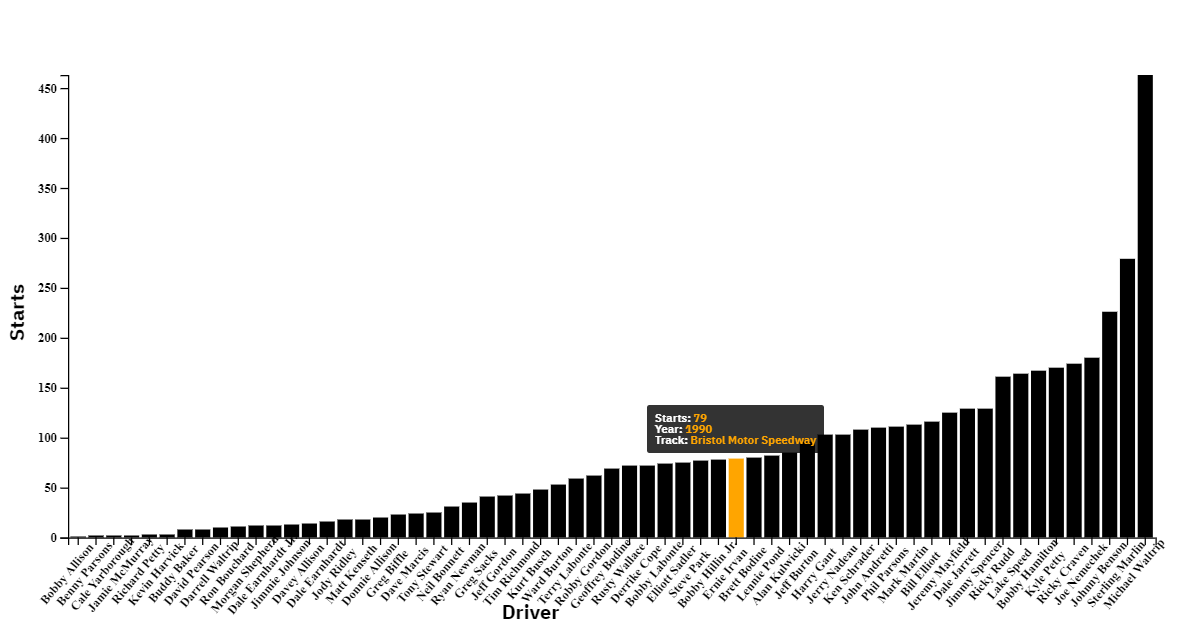 450
400
350
300
250
200
150
100
50
0
Starts
Starts: 79
Year: 1990
Track: Bristol Motor Speedway
Bobby Allison
Benny Parsons
Cale Yarborough
Jamie McMurray
Richard Petty
Kevin Harvick
Buddy Baker
David Pearson
Darrell Waltrip
Ron Bouchard
Morgan Shepherd
Dale Earnhardt Jr
Jimmie Johnson
Davey Allison
Dale Earnhardt
Jody Ridley
Matt Kenseth
Donnie Allison
Greg Biffle
Dave Marcis
Tony Stewart
Neil Bonnett
Ryan Newman
Greg Sacks
Jeff Gordon
Tim Richmond
Kurt Busch
Ward Burton
Terry Labonte
Robby Gordon
Geoffrey Bodine
Rusty Wallace
Derrike Cope
Bobby Labonte
Elliott Sadler
Steve Park
Bobby Hillin Jr
Ernie Irvan
Brett Bodine
Lennie Pond
Alan Kulwicki
Jeff Burton
Harry Gant
Jerry Nadeau
Ken Schrader
John Andretti
Phil Parsons
Mark Martin
Bill Elliott
Jeremy Mayfield
Dale Jarrett
Jimmy Spencer
Ricky Rudd
Lake Speed
Bobby Hamilton
Kyle Petty
Ricky Craven
Joe Nemechek
Johnny Benson
Sterling Marlin
Michael Waltrip
Driver